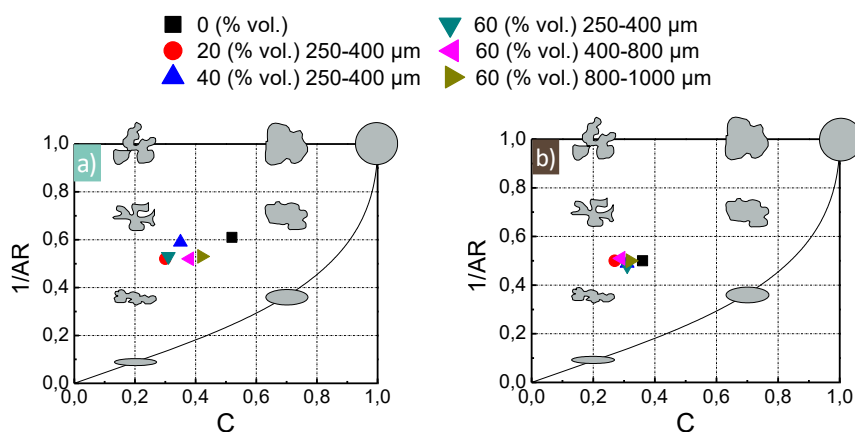 0 (% vol.)
20 (% vol.) 250-400 µm
40 (% vol.) 250-400 µm
60 (% vol.) 250-400 µm
60 (% vol.) 400-800 µm
60 (% vol.) 800-1000 µm
a)
1/AR
1,0
0,8
0,6
0,4
0,2
0,0
0,0 0,2 0,4 0,6 0,8 1,0
C
b)
1/AR
1,0
0,8
0,6
0,4
0,2
0,0
0,0 0,2 0,4 0,6 0,8 1,0
C